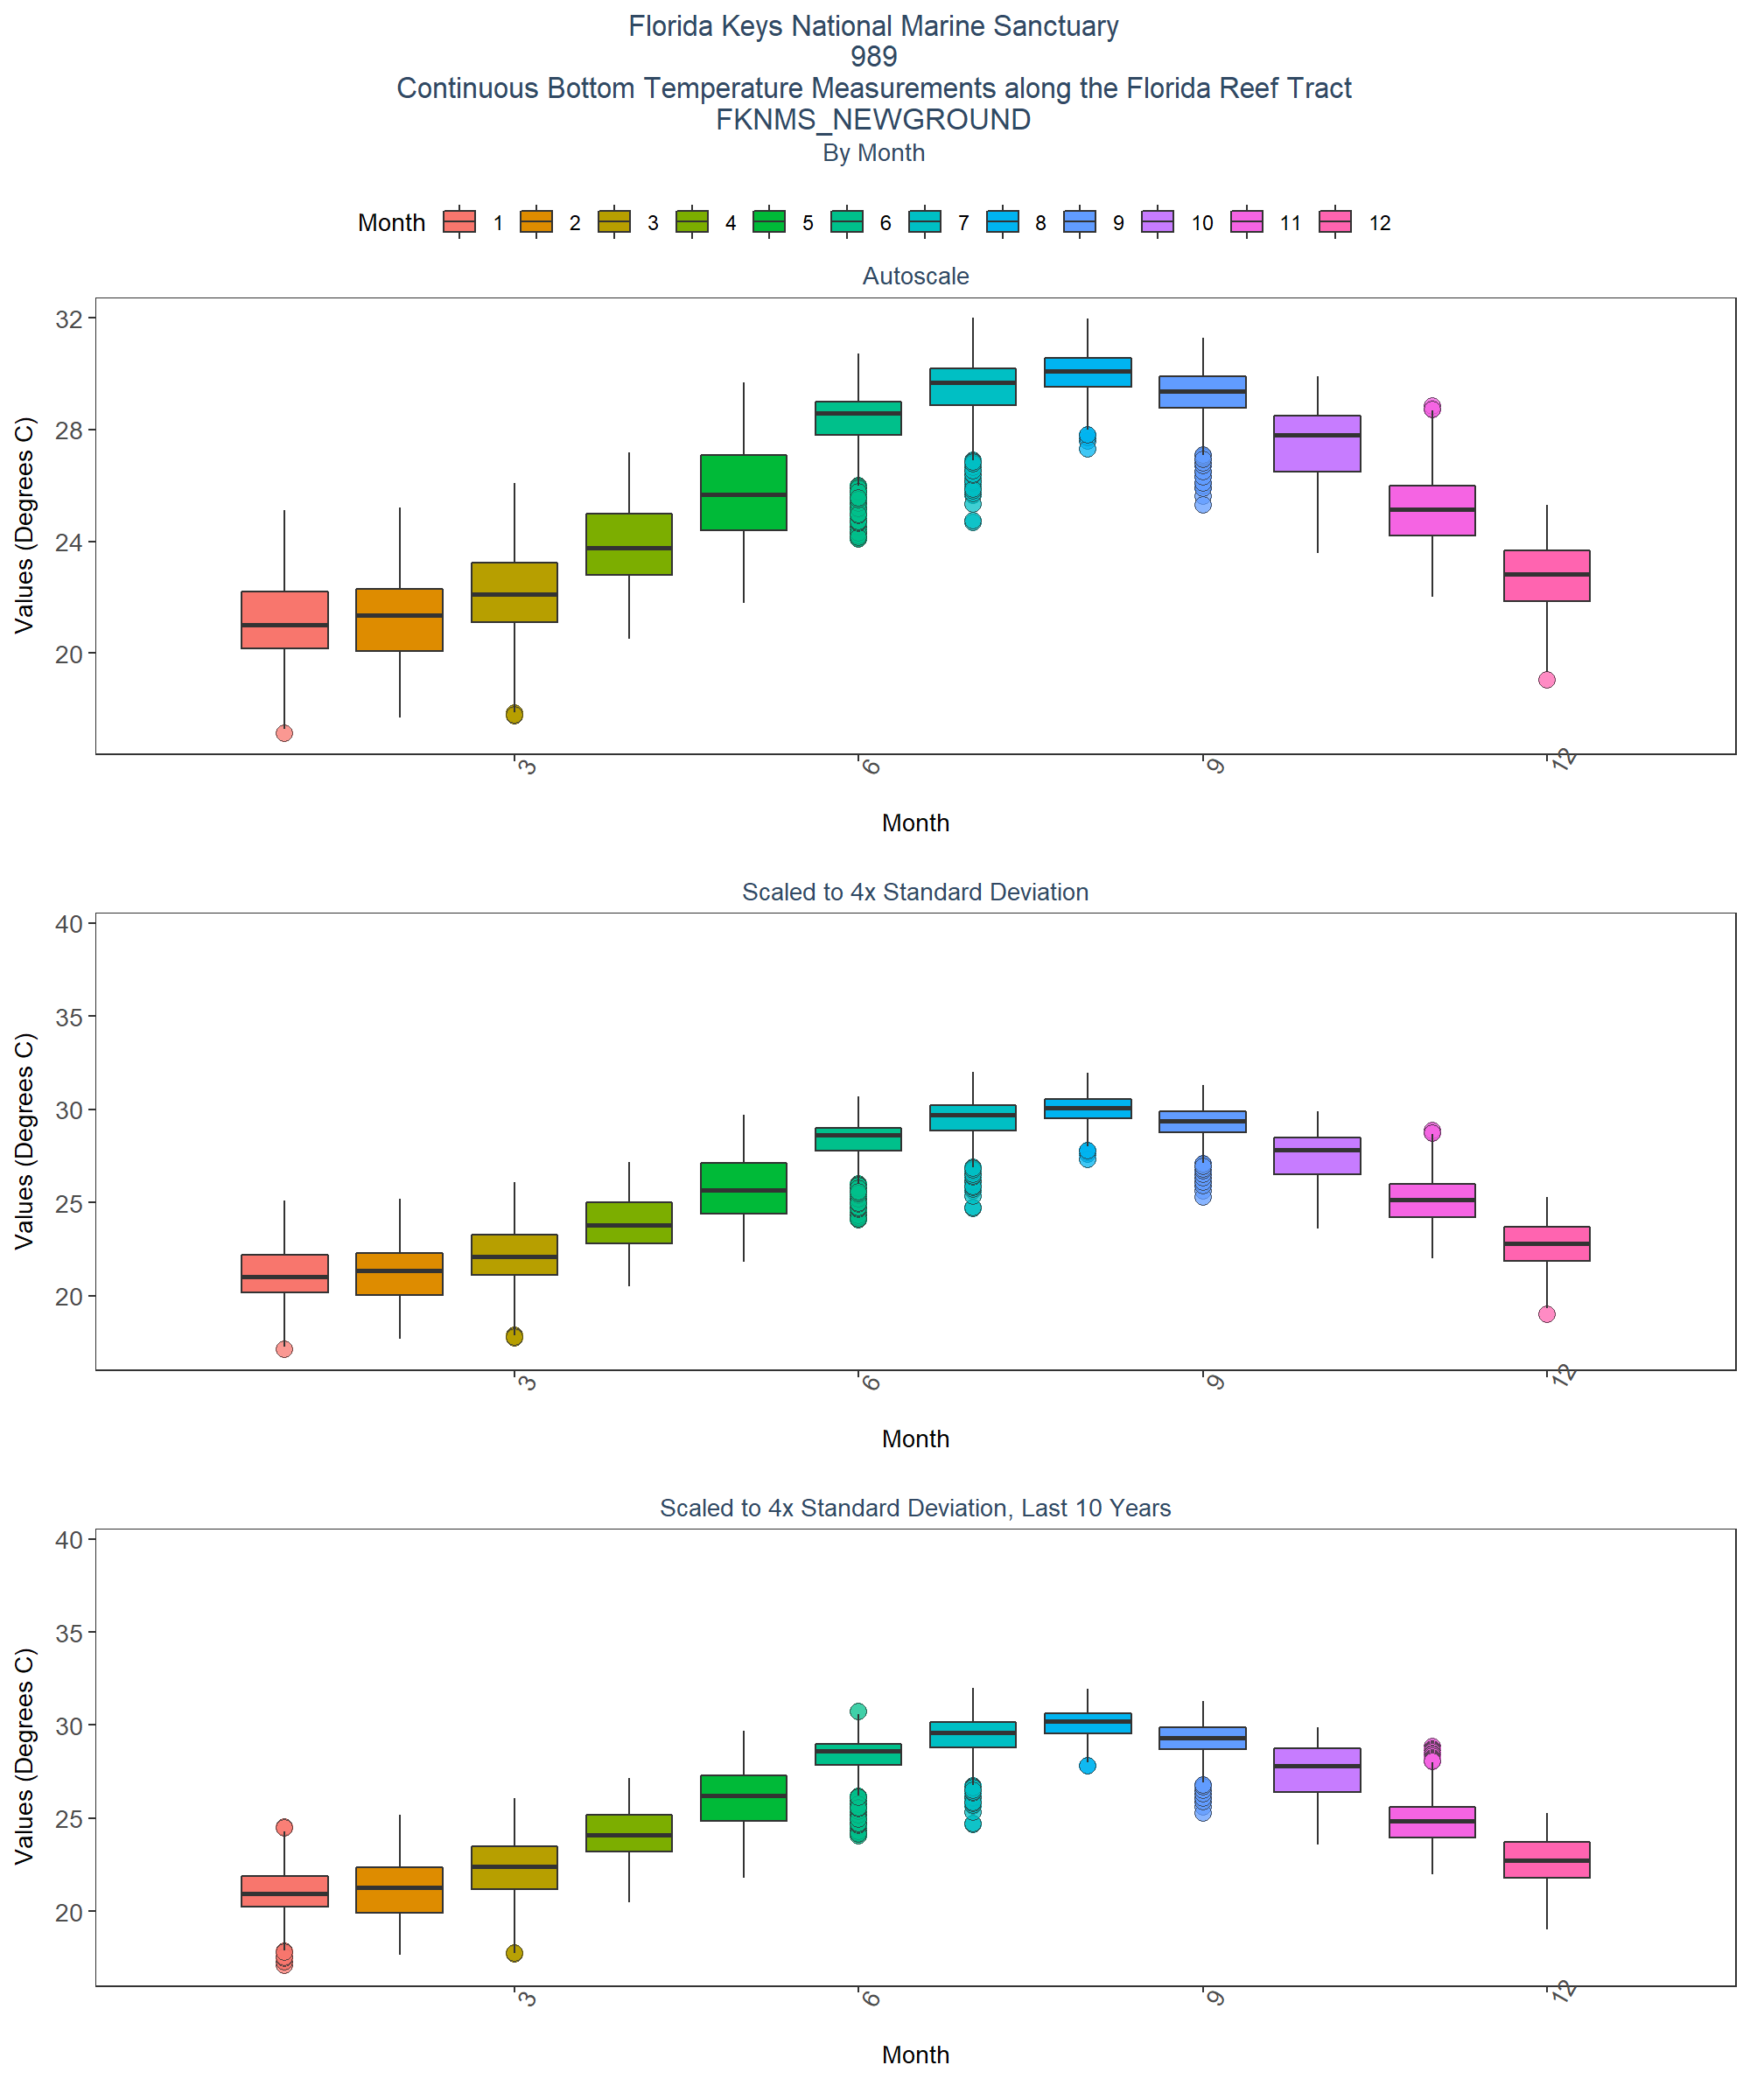 Florida Keys National Marine Sanctuary
989
Continuous Bottom Temperature Measurements along the Florida Reef Tract
FKNMS_NEWGROUND
By Month
Month 1 2 3 4 5 6 7 8 9 10 11 12
Autoscale
Values (Degrees C)
32
28
24
20
3 6 9 12
Month
Scaled to 4x Standard Deviation
Values (Degrees C)
40
35
30
25
20
3 6 9 12
Month
Scaled to 4x Standard Deviation, Last 10 Years
Values (Degrees C)
40
35
30
25
20
3 6 9 12
Month